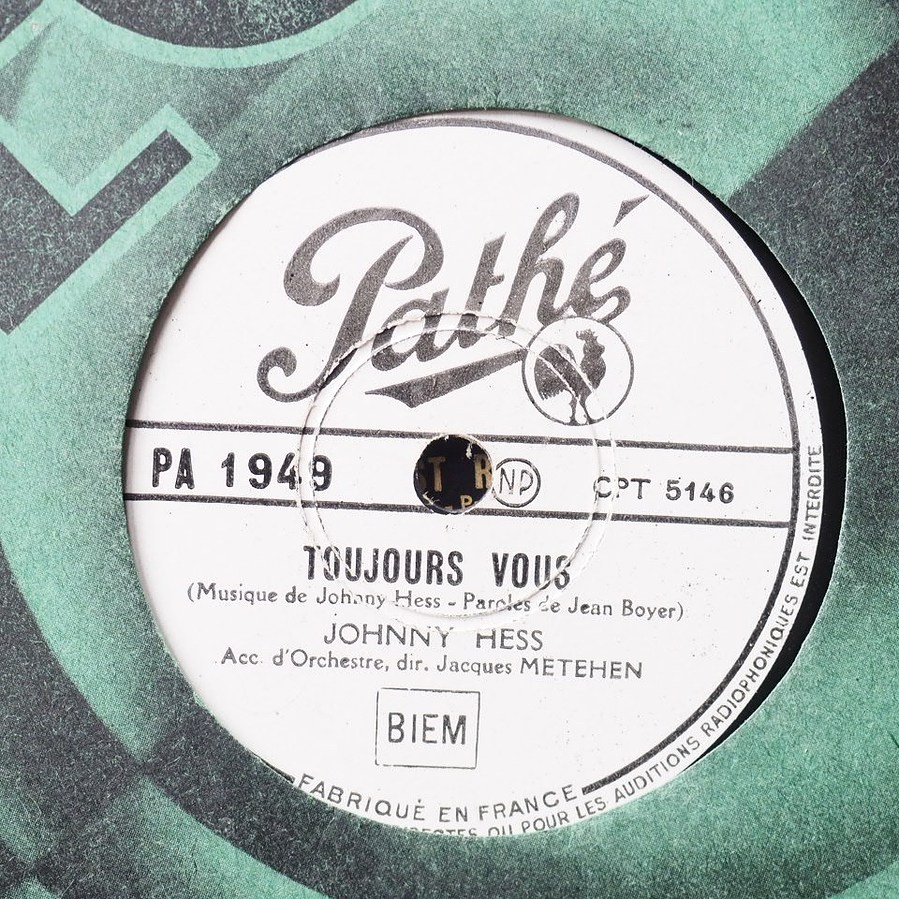 Pathé
PA 1949
NP
CPT 5146
TOUJOURS VOUS
(Musique de Johnny Hess - Paroles de Jean Boyer)
JOHNNY HESS
Acc. d'Orchestre, dir. Jacques METEHEN
BIEM
FABRIQUÉ EN FRANCE
OU POUR LES AUDITIONS RADIOPHONIQUES EST INTERDITE